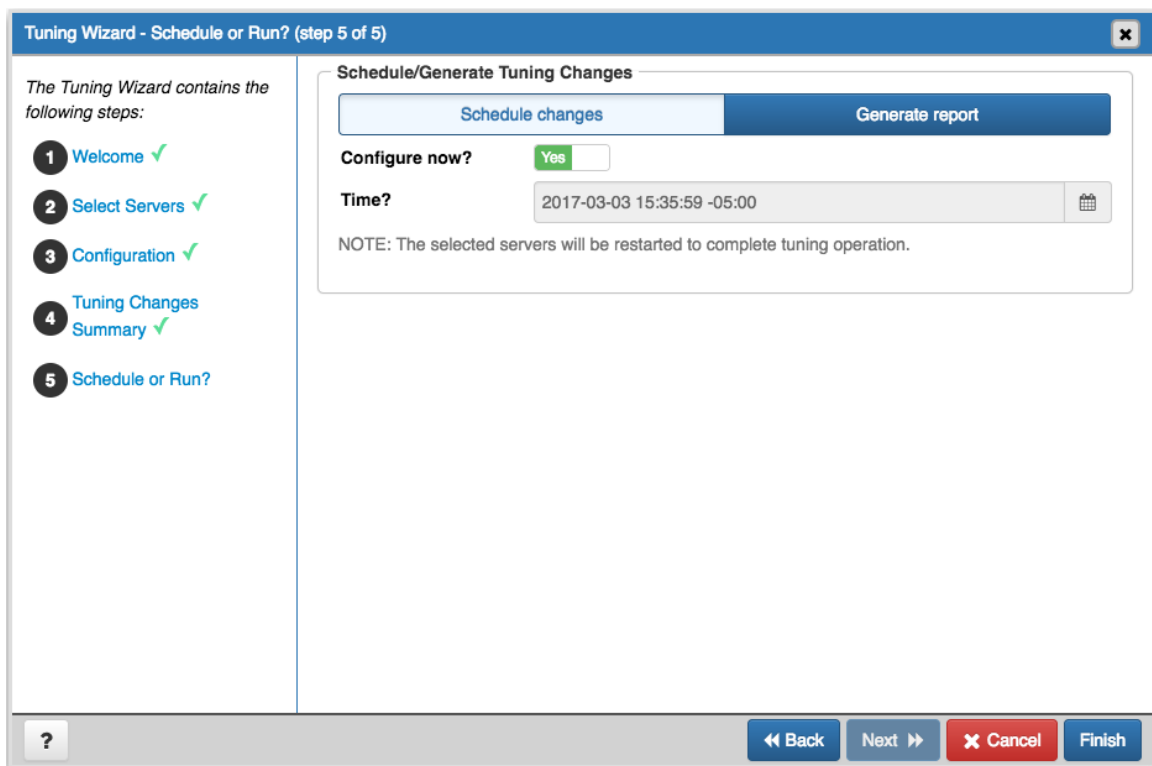 Tuning Wizard - Schedule or Run? (step 5 of 5)
The Tuning Wizard contains the
following steps:
1 Welcome
2 Select Servers
3 Configuration
4 Tuning Changes
Summary
5 Schedule or Run?
Schedule/Generate Tuning Changes
Schedule changes Generate report
Configure now? Yes
Time? 2017-03-03 15:35:59 -05:00
NOTE: The selected servers will be restarted to complete tuning operation.
? Back Next Cancel Finish